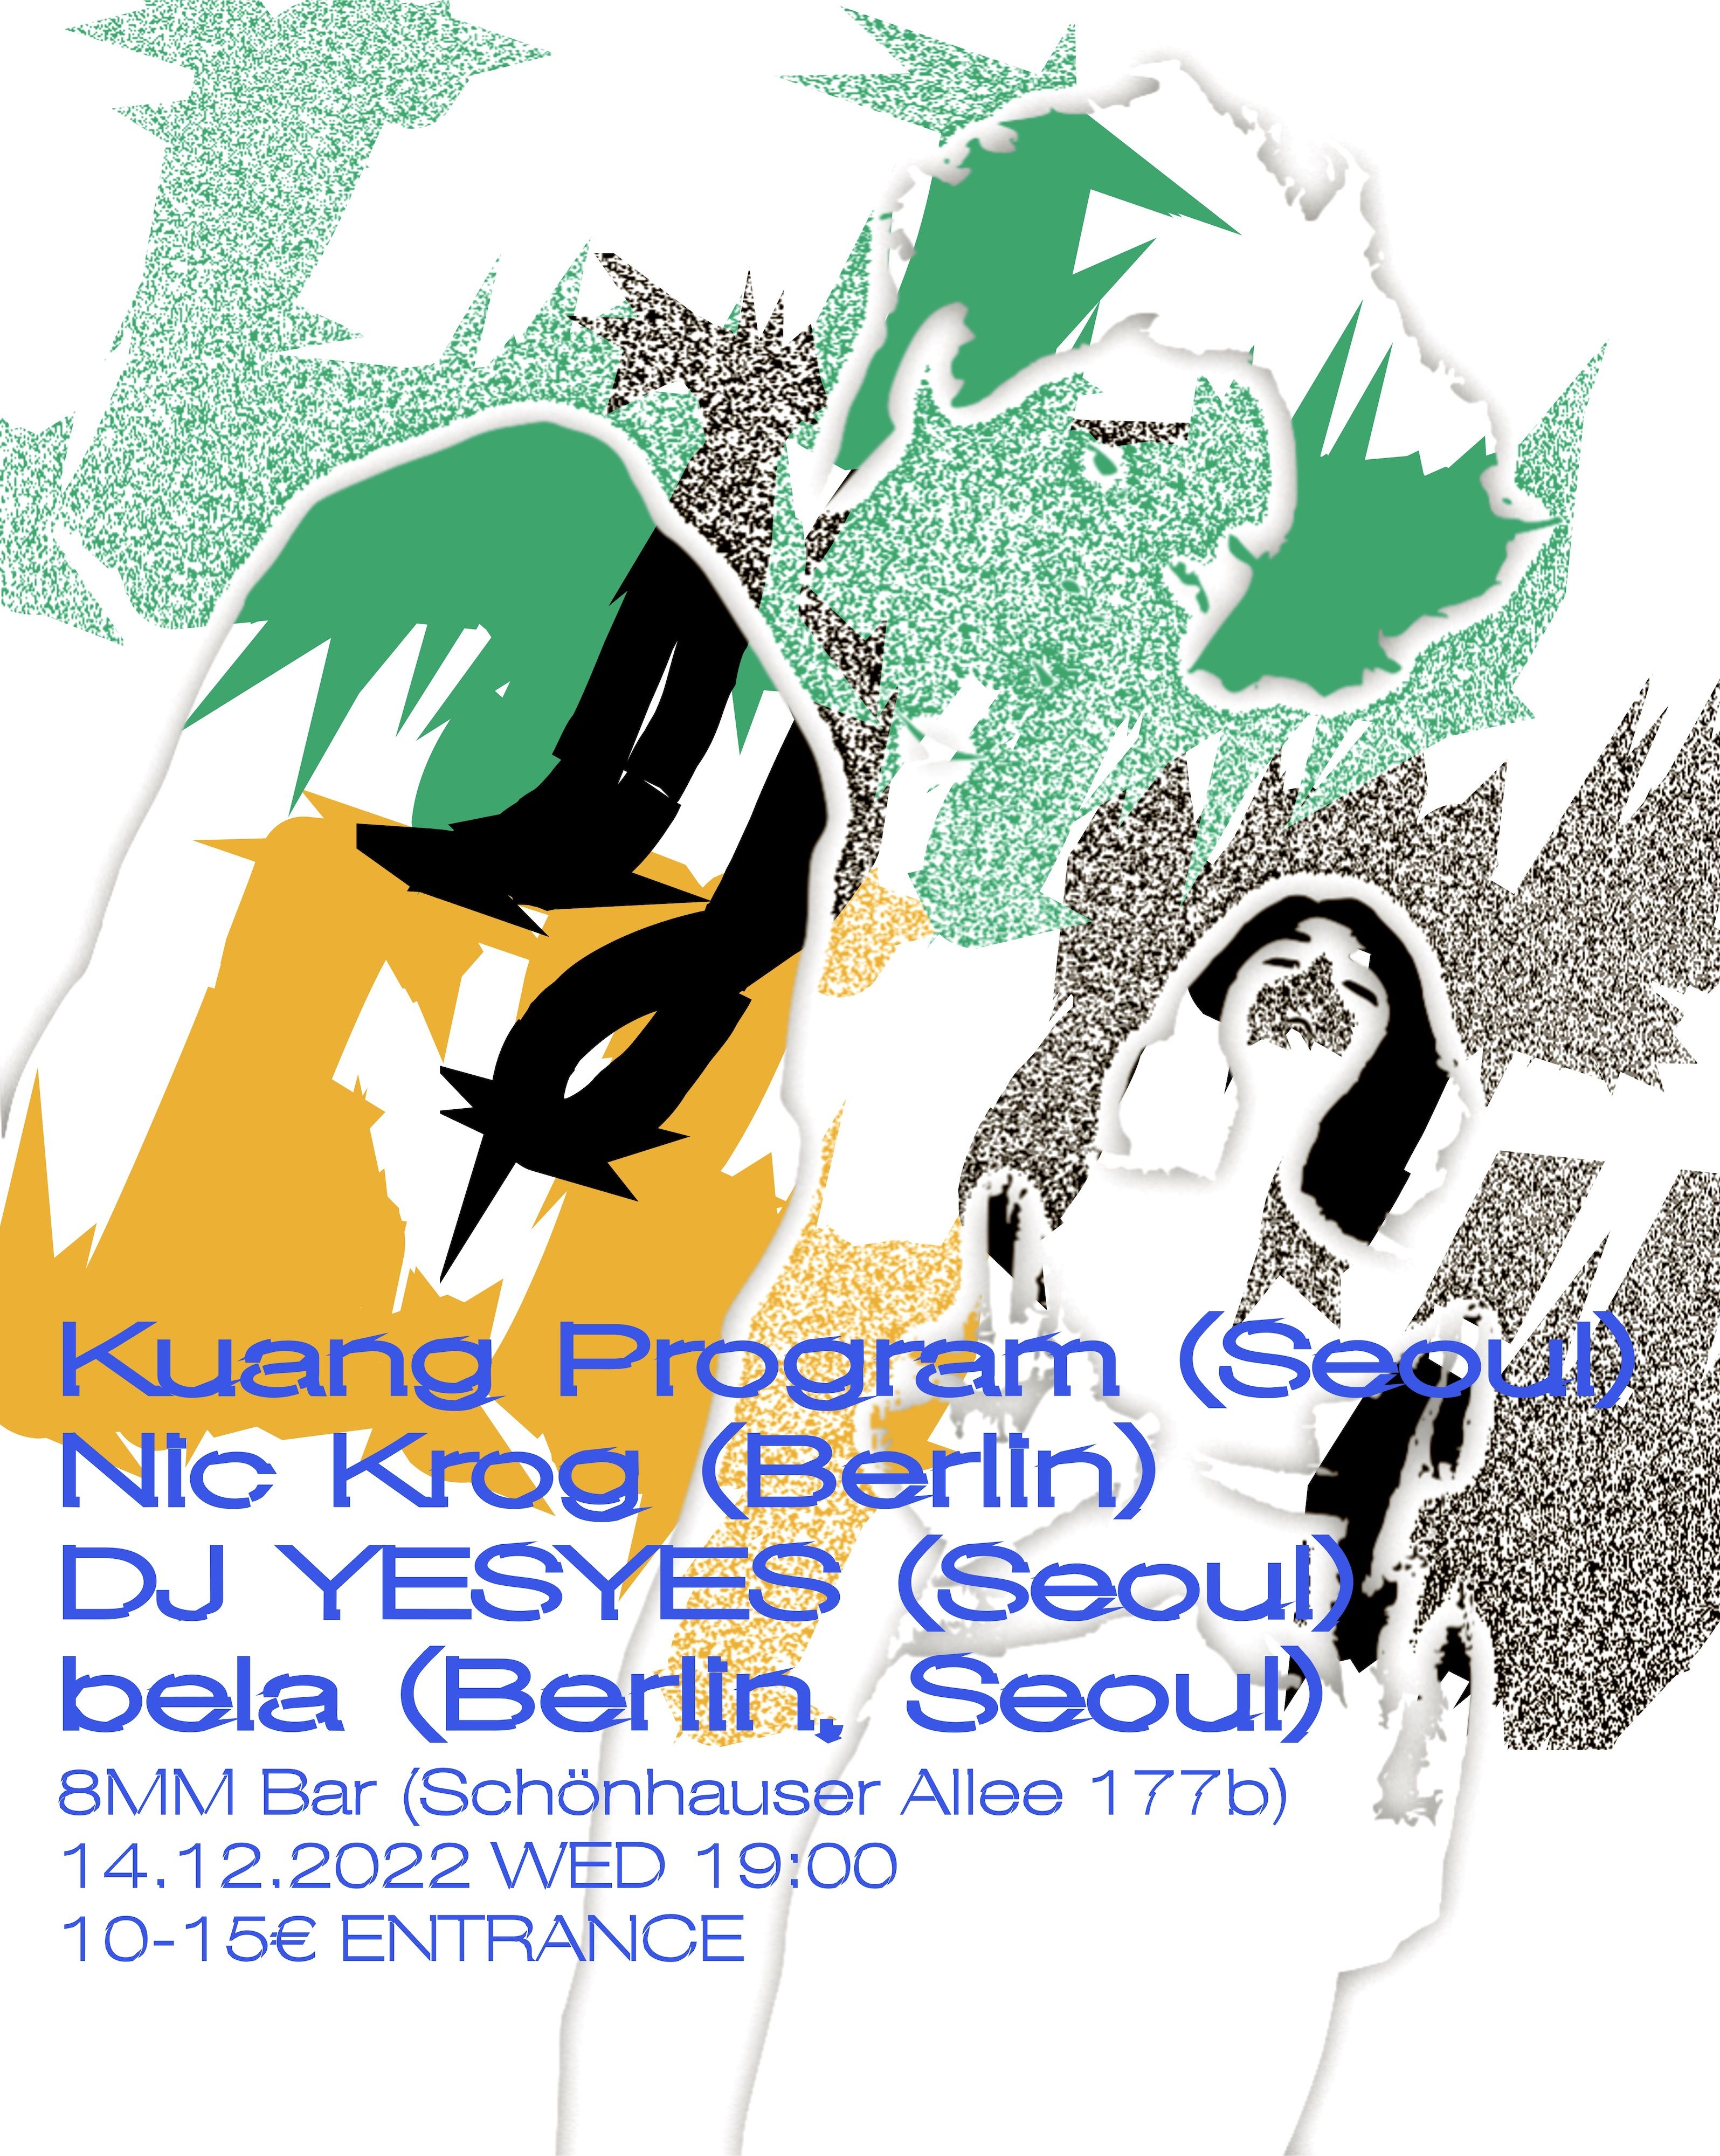 Kuang Program (Seoul)
Nic Krog (Berlin)
DJ YESYES (Seoul)
bela (Berlin, Seoul)
8MM Bar (Schönhauser Allee 177b)
14.12.2022 WED 19:00
10-15€ ENTRANCE